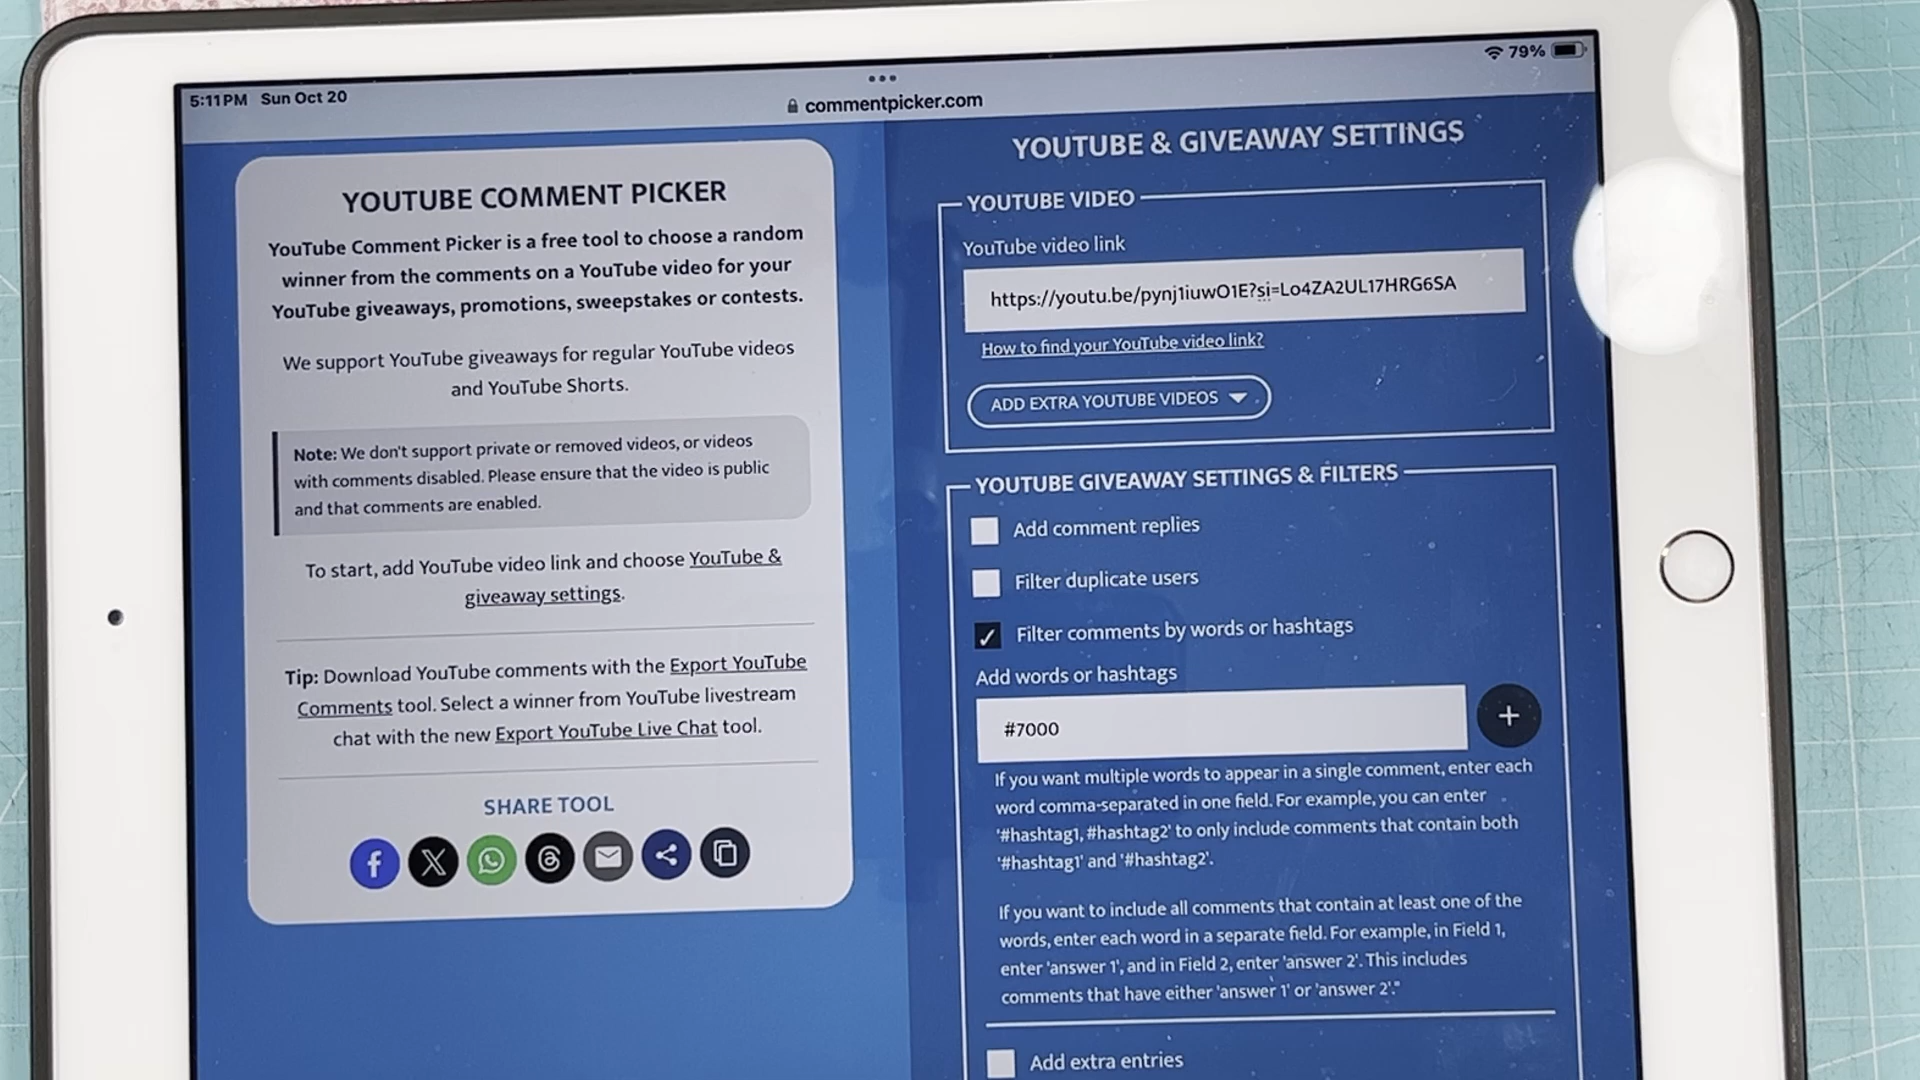 5:11PM Sun Oct 20
79%
commentpicker.com
YOUTUBE COMMENT PICKER
YouTube Comment Picker is a free tool to choose a random
winner from the comments on a YouTube video for your
YouTube giveaways, promotions, sweepstakes or contests.
We support YouTube giveaways for regular YouTube videos
and YouTube Shorts.
Note: We don't support private or removed videos, or videos
with comments disabled. Please ensure that the video is public
and that comments are enabled.
To start, add YouTube video link and choose YouTube &
giveaway settings.
Tip: Download YouTube comments with the Export YouTube
Comments tool. Select a winner from YouTube livestream
chat with the new Export YouTube Live Chat tool.
SHARE TOOL
YOUTUBE & GIVEAWAY SETTINGS
YOUTUBE VIDEO
YouTube video link
https://youtu.be/pynj1iuwO1E?si=Lo4ZA2UL17HRG6SA
How to find your YouTube video link?
ADD EXTRA YOUTUBE VIDEOS
YOUTUBE GIVEAWAY SETTINGS & FILTERS
Add comment replies
Filter duplicate users
Filter comments by words or hashtags
Add words or hashtags
#7000
If you want multiple words to appear in a single comment, enter each
word comma-separated in one field. For example, you can enter
'#hashtag1, #hashtag2' to only include comments that contain both
'#hashtag1' and '#hashtag2'.
If you want to include all comments that contain at least one of the
words, enter each word in a separate field. For example, in Field 1,
enter 'answer 1', and in Field 2, enter 'answer 2'. This includes
comments that have either 'answer 1' or 'answer 2'."
Add extra entries